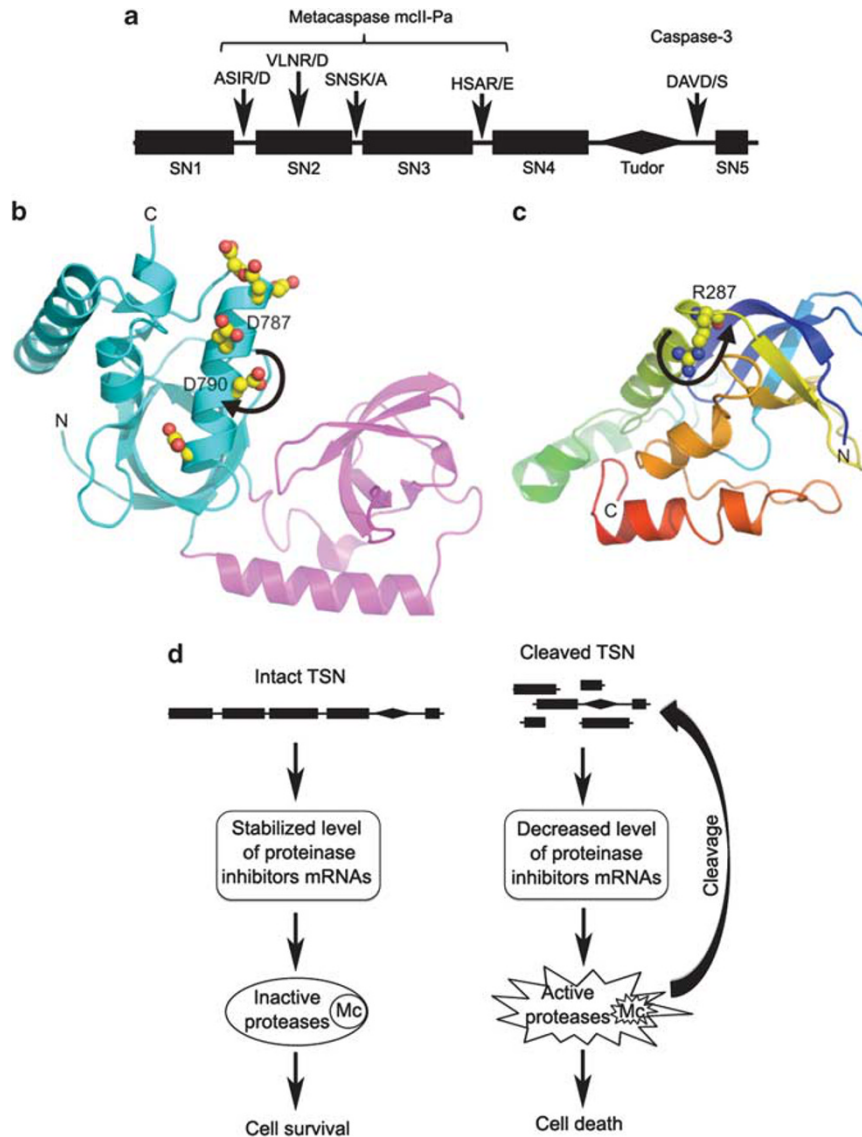 a
Metacaspase mcII-Pa
Caspase-3
ASIR/D
VLNR/D
SNSK/A
HSAR/E
DAVD/S
SN1
SN2
SN3
SN4
Tudor
SN5
b
C
D787
D790
N
c
R287
N
C
d
Intact TSN
Stabilized level
of proteinase
inhibitors mRNAs
Inactive
proteases
Mc
Cell survival
Cleaved TSN
Decreased level
of proteinase
inhibitors mRNAs
Active
proteases
Mc
Cleavage
Cell death